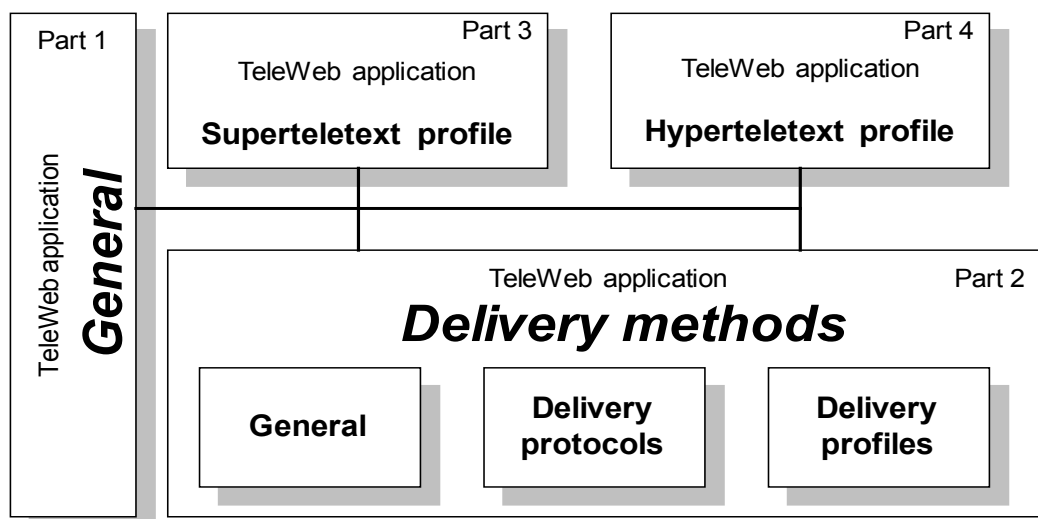 Part 1
TeleWeb application
General
Part 3
TeleWeb application
Superteletext profile
Part 4
TeleWeb application
Hyperteletext profile
TeleWeb application
Part 2
Delivery methods
General
Delivery
protocols
Delivery
profiles